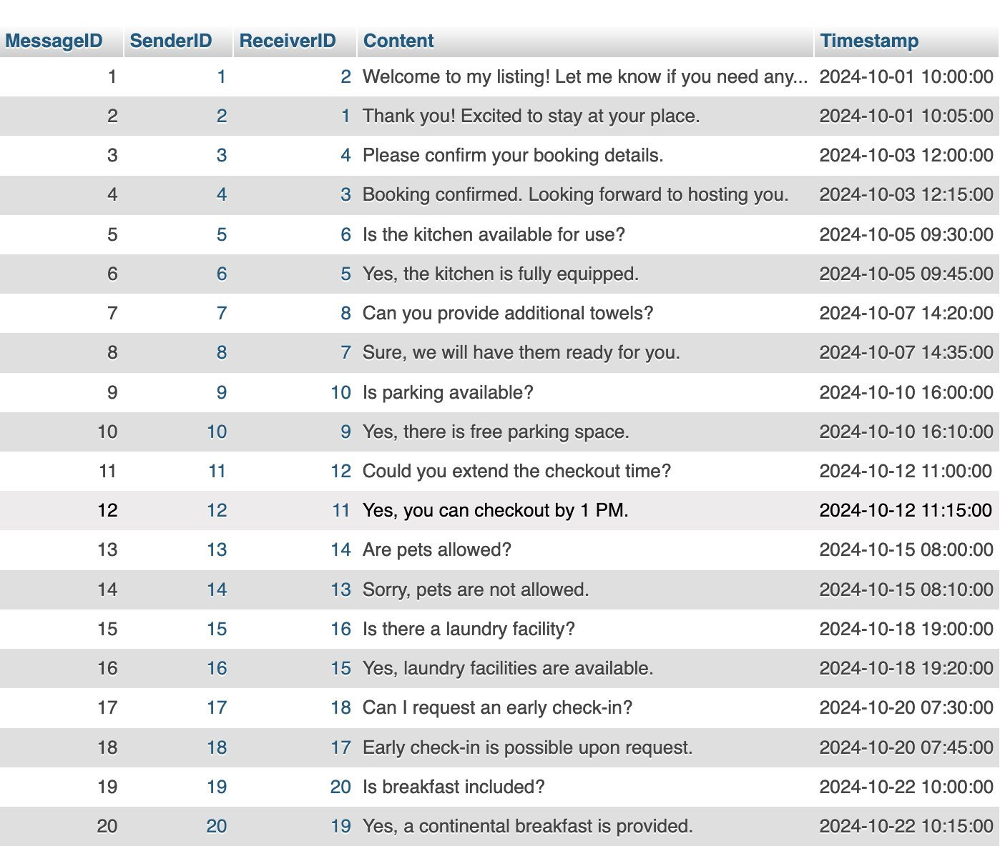 MessageID SenderID ReceiverID Content Timestamp
1 1 2 Welcome to my listing! Let me know if you need any... 2024-10-01 10:00:00
2 2 1 Thank you! Excited to stay at your place. 2024-10-01 10:05:00
3 3 4 Please confirm your booking details. 2024-10-03 12:00:00
4 4 3 Booking confirmed. Looking forward to hosting you. 2024-10-03 12:15:00
5 5 6 Is the kitchen available for use? 2024-10-05 09:30:00
6 6 5 Yes, the kitchen is fully equipped. 2024-10-05 09:45:00
7 7 8 Can you provide additional towels? 2024-10-07 14:20:00
8 8 7 Sure, we will have them ready for you. 2024-10-07 14:35:00
9 9 10 Is parking available? 2024-10-10 16:00:00
10 10 9 Yes, there is free parking space. 2024-10-10 16:10:00
11 11 12 Could you extend the checkout time? 2024-10-12 11:00:00
12 12 11 Yes, you can checkout by 1 PM. 2024-10-12 11:15:00
13 13 14 Are pets allowed? 2024-10-15 08:00:00
14 14 13 Sorry, pets are not allowed. 2024-10-15 08:10:00
15 15 16 Is there a laundry facility? 2024-10-18 19:00:00
16 16 15 Yes, laundry facilities are available. 2024-10-18 19:20:00
17 17 18 Can I request an early check-in? 2024-10-20 07:30:00
18 18 17 Early check-in is possible upon request. 2024-10-20 07:45:00
19 19 20 Is breakfast included? 2024-10-22 10:00:00
20 20 19 Yes, a continental breakfast is provided. 2024-10-22 10:15:00